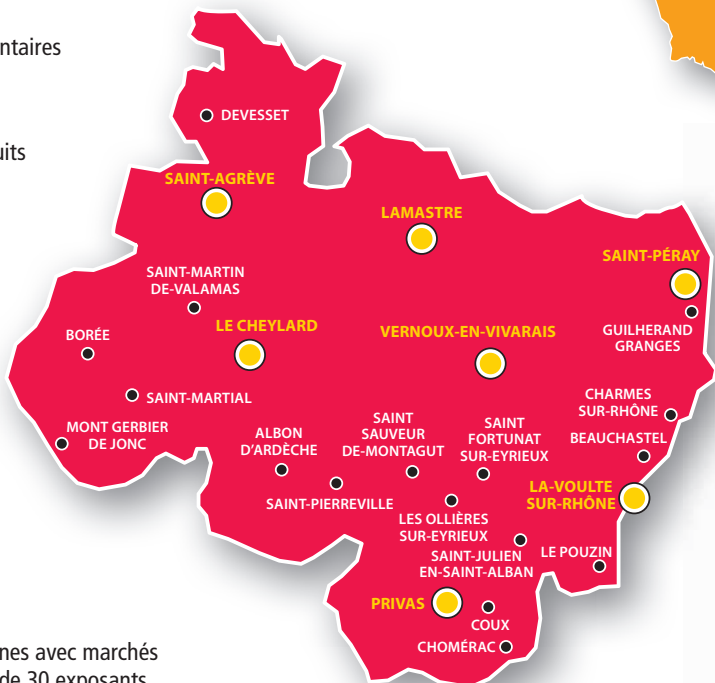 DEVESSET
SAINT-AGRÈVE
LAMASTRE
SAINT-PÉRAY
SAINT-MARTIN
DE-VALAMAS
GUILHERAND
GRANGES
BORÉE
LE CHEYLARD
VERNOUX-EN-VIVARAIS
SAINT-MARTIAL
CHARMES
SUR-RHÔNE
MONT GERBIER
DE JONC
ALBON
D'ARDÈCHE
SAINT
SAUVEUR
DE-MONTAGUT
SAINT
FORTUNAT
SUR-EYRIEUX
BEAUCHASTEL
SAINT-PIERREVILLE
LES OLLIÈRES
SUR-EYRIEUX
LA-VOULTE
SUR-RHÔNE
SAINT-JULIEN
EN-SAINT-ALBAN
LE POUZIN
PRIVAS
COUX
CHOMÉRAC
ntaires
uits
nes avec marchés
de 30 exposants